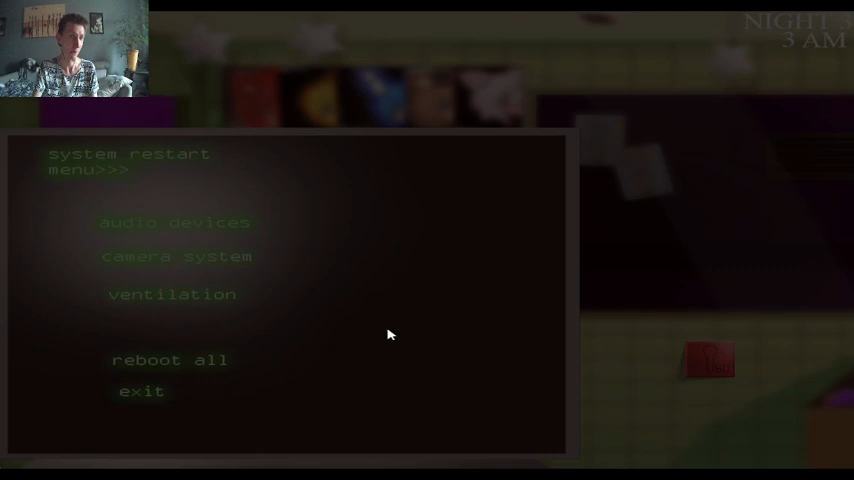 NIGHT 3
3 AM
system restart
menu>>>
audio devices
camera system
ventilation
reboot all
exit